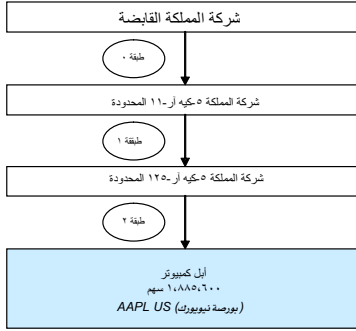 شركة المملكة القابضة
طبقة ٠
شركة المملكة ٥-كيه آر-١١ المحدودة
طبقة ١
شركة المملكة ٥-كيه آر-١٢٥ المحدودة
طبقة ٢
أبل كمبيوتر
١،٨٨٥،٦٠٠ سهم
(بورصة نيويورك) AAPL US